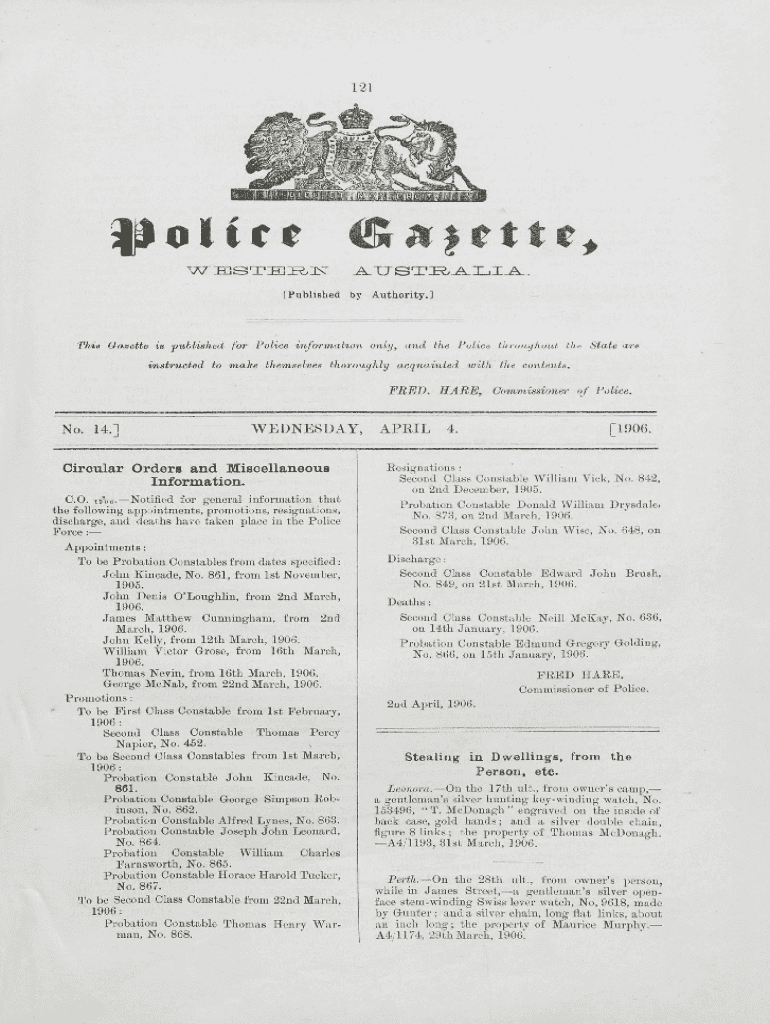 121
Police Gazette,
WESTERN AUSTRALIA.
[Published by Authority.]
This Gazette is published for Police information only, and the Police throughout the State are
instructed to make themselves thoroughly acquainted with the contents.
FRED. HARE, Commissioner of Police.
No. 14.] WEDNESDAY, APRIL 4. [1906.
Circular Orders and Miscellaneous
Information.
C.O. —Notified for general information that
the following appointments, promotions, resignations,
discharge, and deaths have taken place in the Police
Force :—
Appointments :
To be Probation Constables from dates specified :
John Kincade, No. 861, from 1st November,
1905.
John Denis O'Loughlin, from 2nd March,
1906.
James Matthew Cunningham, from 2nd
March, 1906.
John Kelly, from 12th March, 1906.
William Victor Grose, from 16th March,
1906.
Thomas Nevin, from 16th March, 1906.
George McNab, from 22nd March, 1906.
Promotions :
To be First Class Constable from 1st February,
1906 :
Second Class Constable Thomas Percy
Napier, No. 452.
To be Second Class Constables from 1st March,
1906 :
Probation Constable John Kincade, No.
861.
Probation Constable George Simpson Rob-
inson, No. 862.
Probation Constable Alfred Lynes, No. 863.
Probation Constable Joseph John Leonard,
No. 864.
Probation Constable William Charles
Farnsworth, No. 865.
Probation Constable Horace Harold Tucker,
No. 867.
To be Second Class Constable from 22nd March,
1906 :
Probation Constable Thomas Henry War-
man, No. 868.
Resignations :
Second Class Constable William Vick, No. 842,
on 2nd December, 1905.
Probation Constable Donald William Drysdale,
No. 873, on 2nd March, 1906.
Second Class Constable John Wise, No. 648, on
31st March, 1906.
Discharge :
Second Class Constable Edward John Brush,
No. 849, on 21st March, 1906.
Deaths :
Second Class Constable Neill McKay, No. 636,
on 14th January, 1906.
Probation Constable Edmund Gregory Golding,
No. 866, on 15th January, 1906.
FRED HARE,
Commissioner of Police.
2nd April, 1906.
Stealing in Dwellings, from the
Person, etc.
Leonora.—On the 17th ult., from owner's camp,—
a gentleman's silver hunting key-winding watch, No.
153496, "T. McDonagh" engraved on the inside of
back case, gold hands; and a silver double chain,
figure 8 links; the property of Thomas McDonagh.
—A4/1193, 31st March, 1906.
Perth.—On the 28th ult., from owner's person,
while in James Street,—a gentleman's silver open-
face stem-winding Swiss lever watch, No. 9618, made
by Gunter; and a silver chain, long flat links, about
an inch long; the property of Maurice Murphy.—
A4/1174, 29th March, 1906.